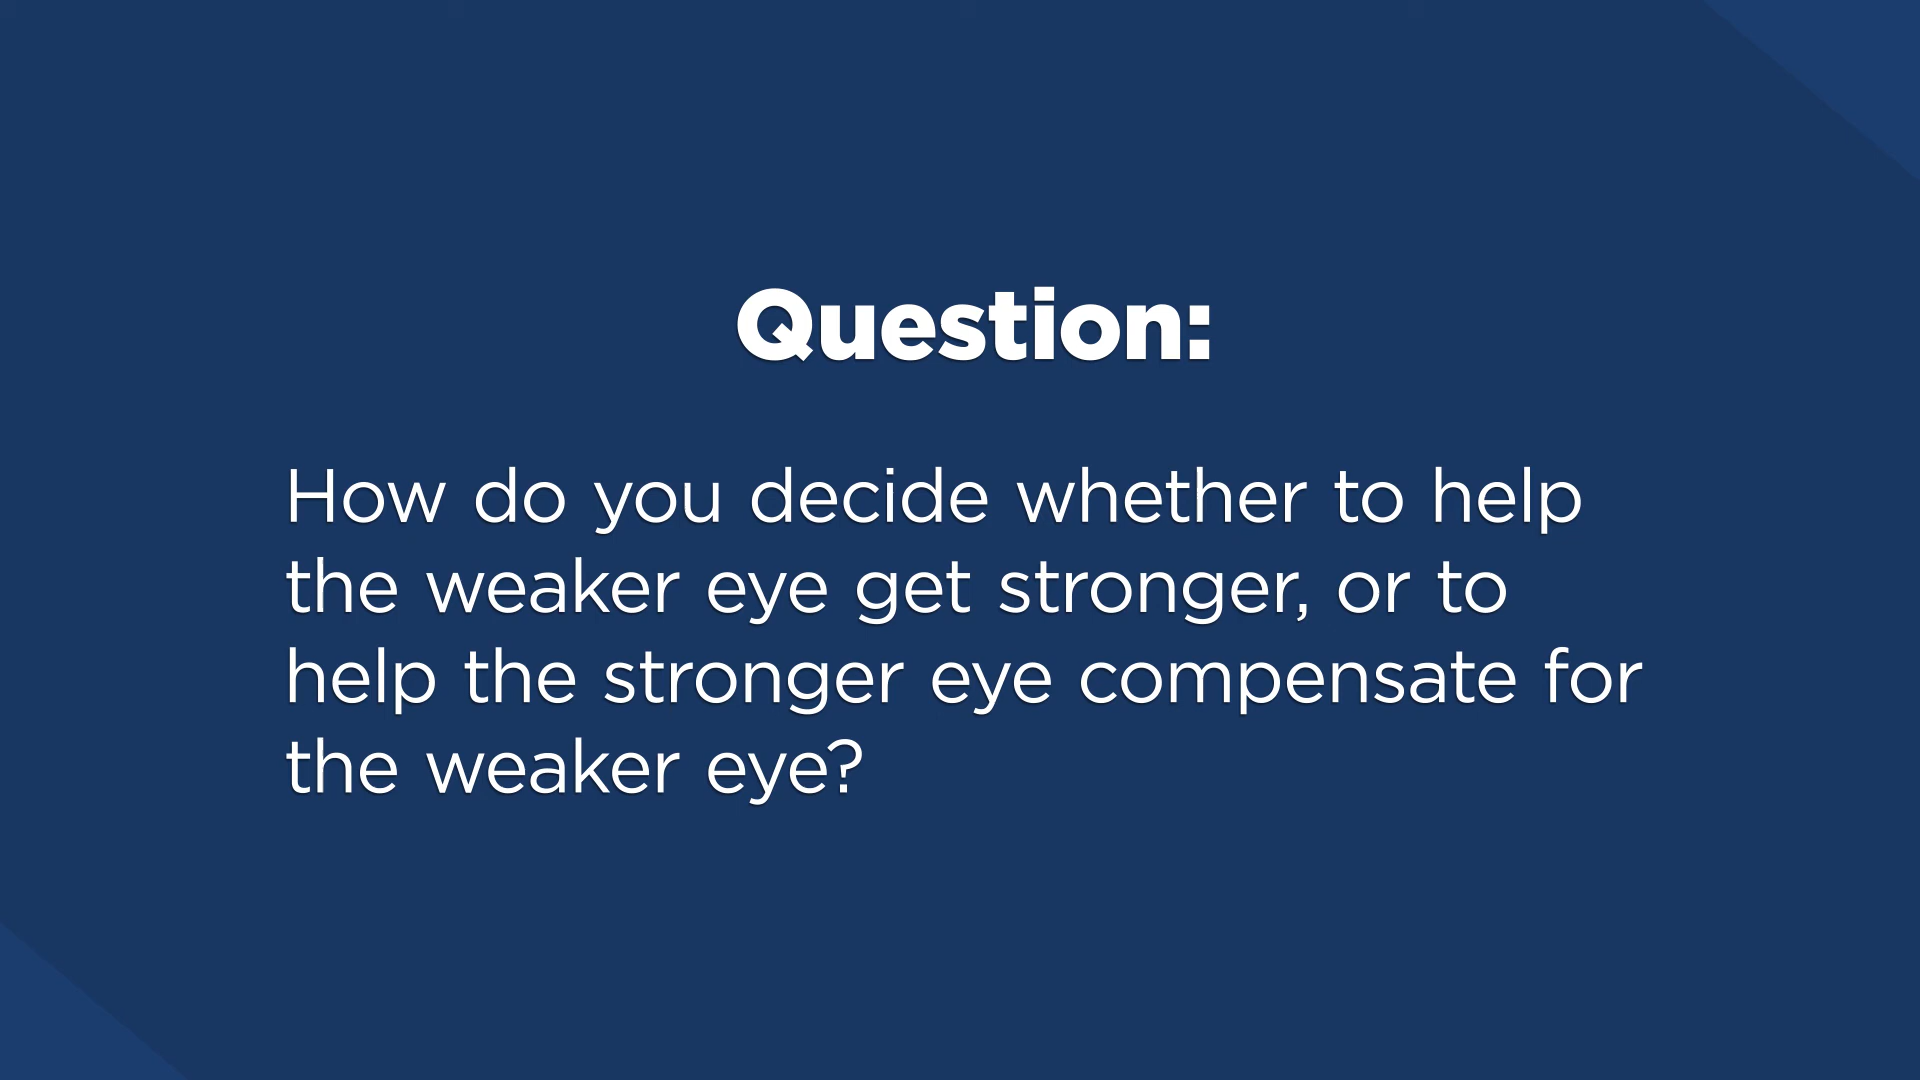 Question:
How do you decide whether to help
the weaker eye get stronger, or to
help the stronger eye compensate for
the weaker eye?